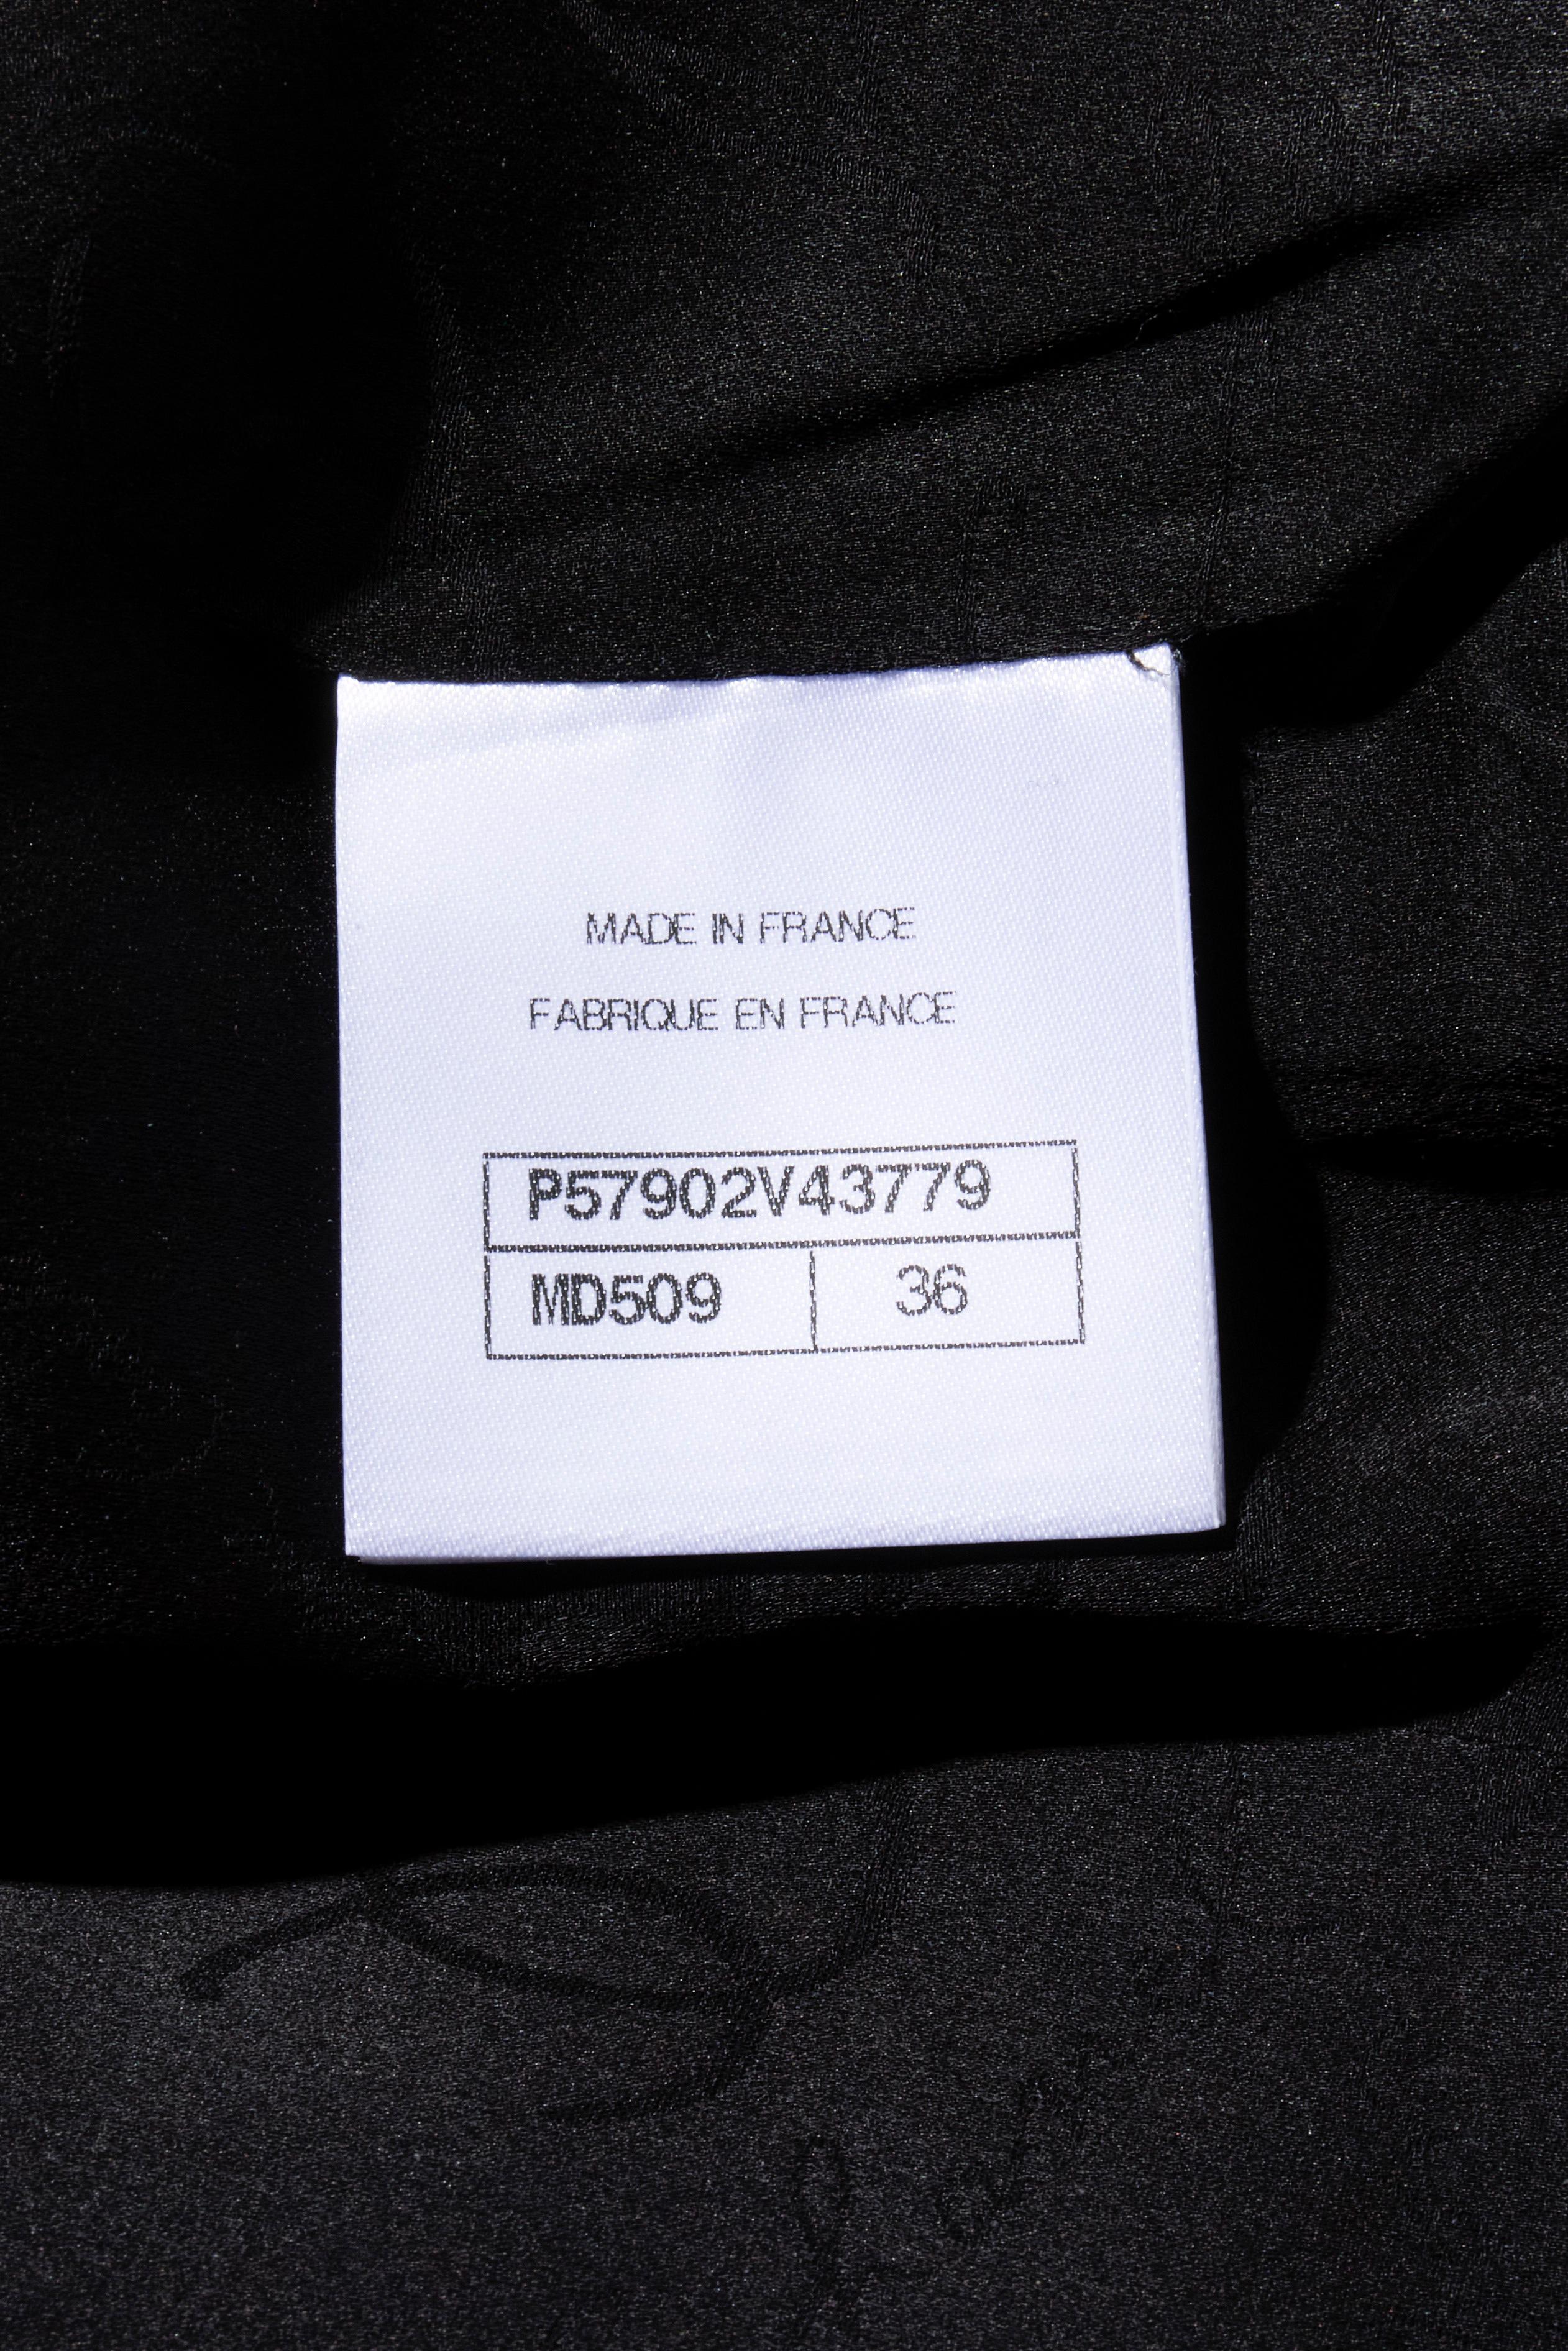 MADE IN FRANCE
FABRIQUE EN FRANCE
P57902V43779
MD509 36